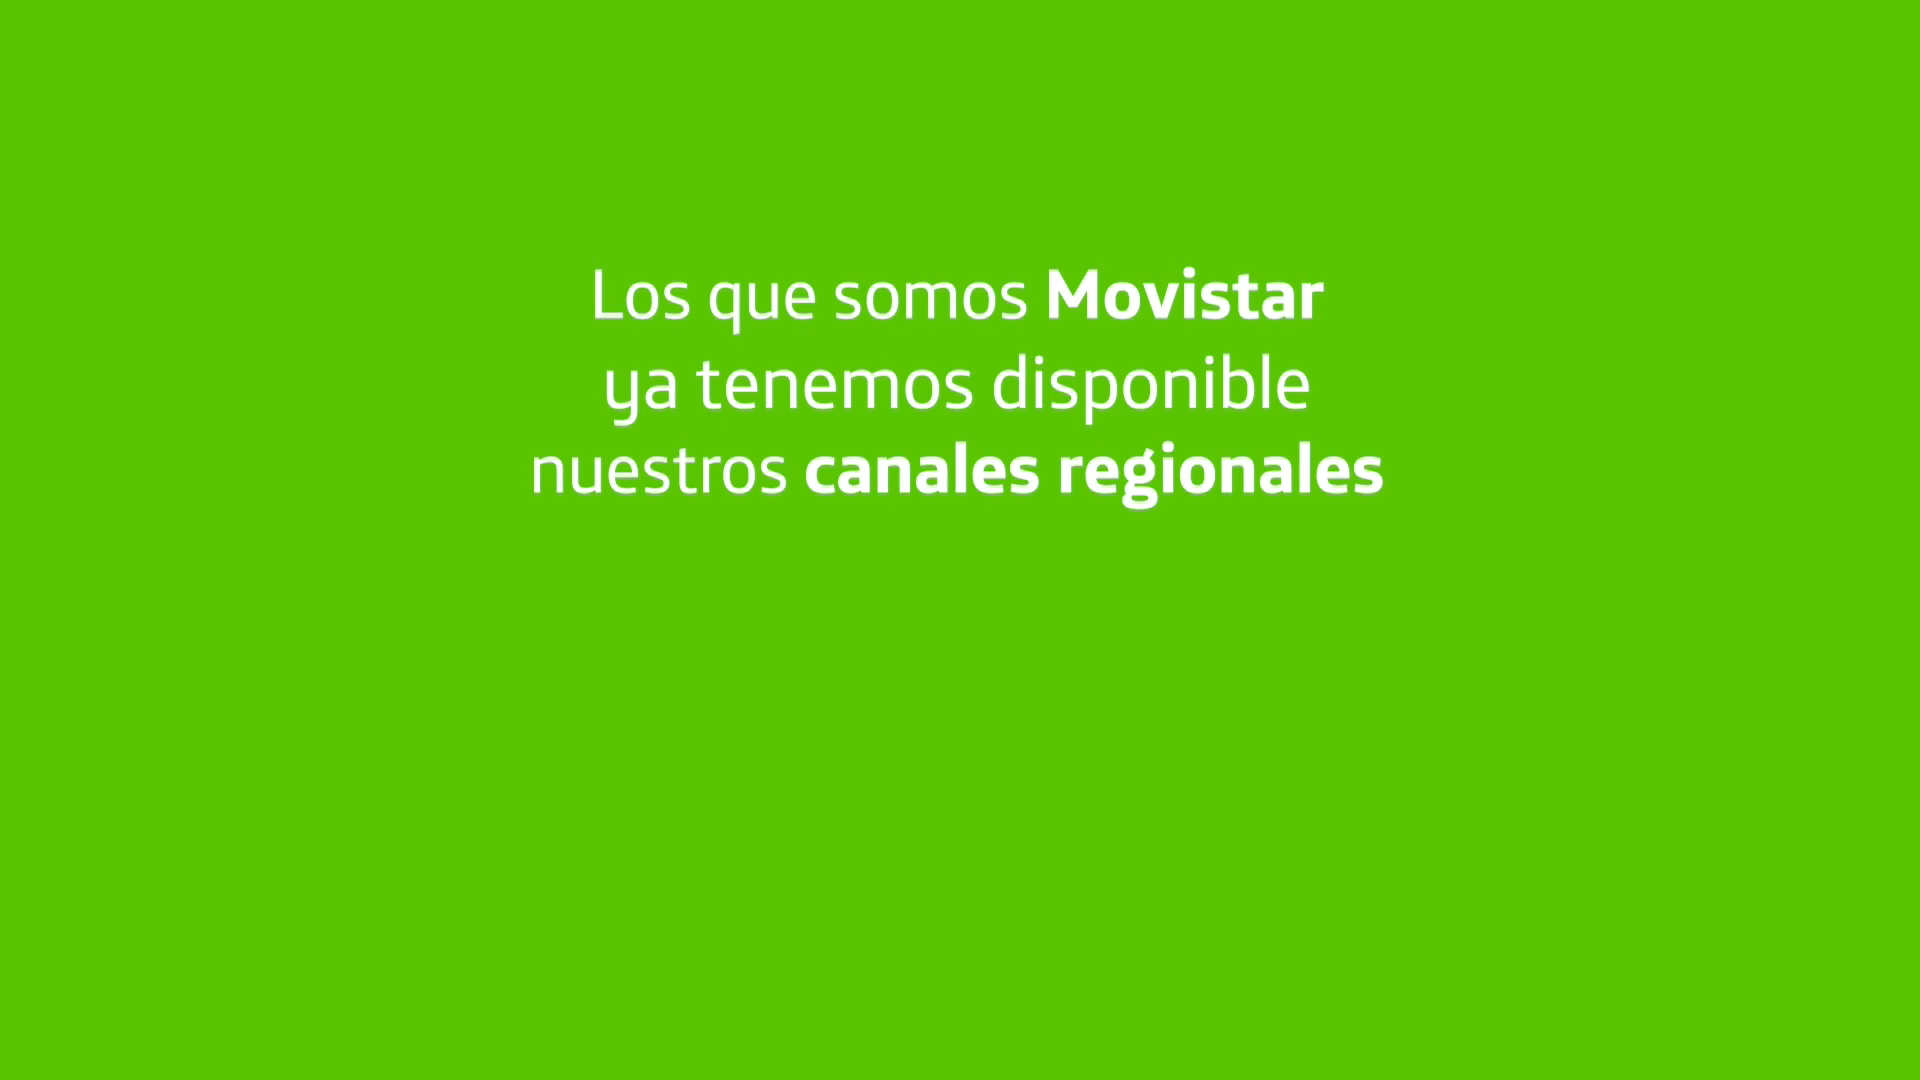 Los que somos Movistar
ya tenemos disponible
nuestros canales regionales